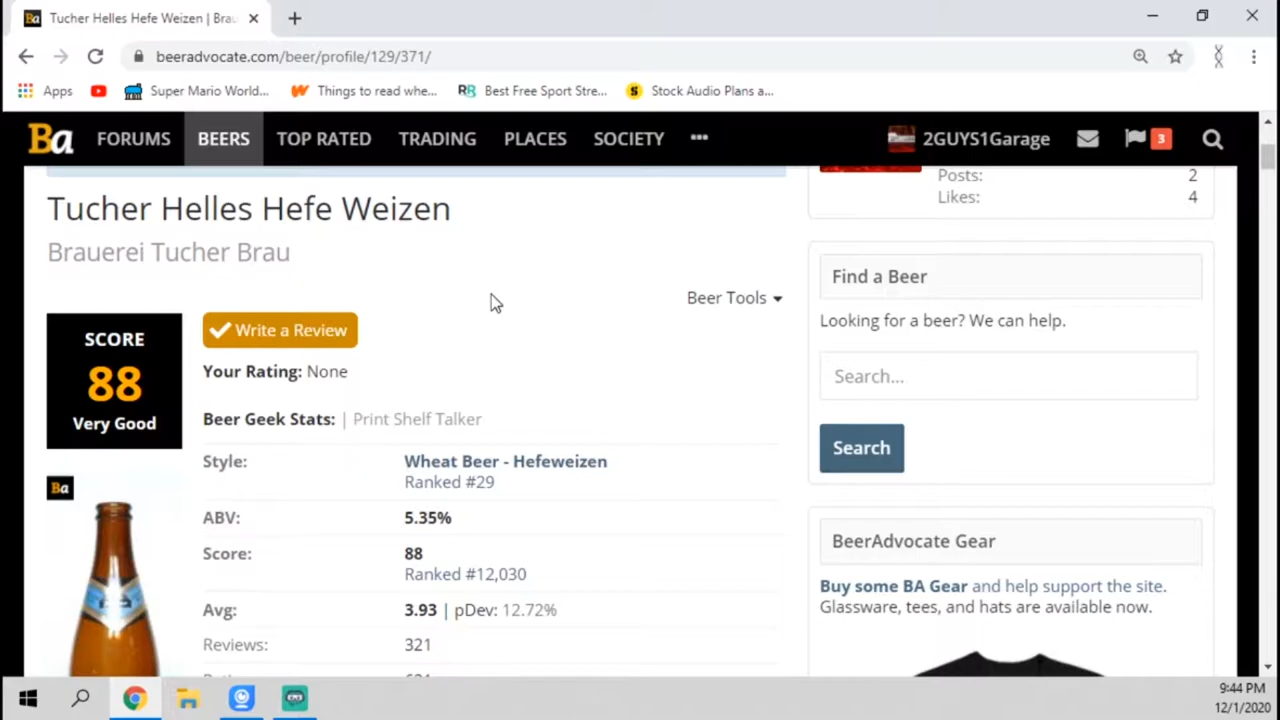 Ba Tucher Helles Hefe Weizen | Brau
beeradvocate.com/beer/profile/129/371/
Apps Super Mario World... Things to read whe... RB Best Free Sport Stre... S Stock Audio Plans a...
Ba FORUMS BEERS TOP RATED TRADING PLACES SOCIETY ••• 2GUYS1Garage 3
Posts: 2
Likes: 4
Tucher Helles Hefe Weizen
Brauerei Tucher Brau
Beer Tools
SCORE
88
Very Good
Write a Review
Your Rating: None
Beer Geek Stats: | Print Shelf Talker
Style: Wheat Beer - Hefeweizen
Ranked #29
ABV: 5.35%
Score: 88
Ranked #12,030
Avg: 3.93 | pDev: 12.72%
Reviews: 321
Ba
Find a Beer
Looking for a beer? We can help.
Search...
Search
BeerAdvocate Gear
Buy some BA Gear and help support the site.
Glassware, tees, and hats are available now.
9:44 PM
12/1/2020